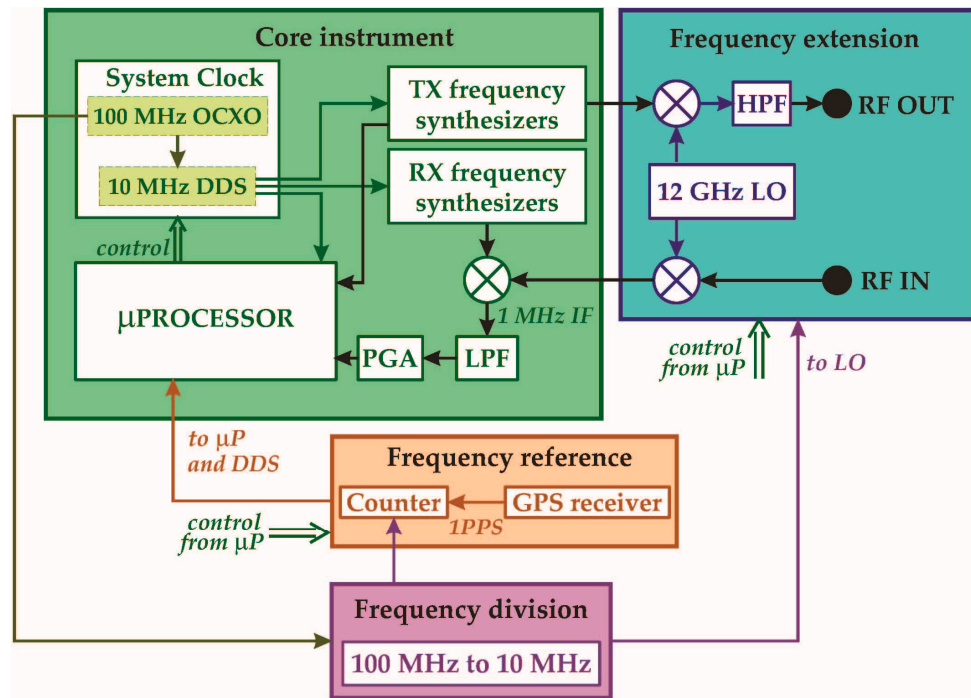 Core instrument
System Clock
100 MHz OCXO
10 MHz DDS
control
TX frequency
synthesizers
RX frequency
synthesizers
µPROCESSOR
1 MHz IF
PGA
LPF
Frequency extension
HPF
RF OUT
12 GHz LO
RF IN
control
from µP
to LO
to µP
and DDS
Frequency reference
Counter
GPS receiver
1PPS
control
from µP
Frequency division
100 MHz to 10 MHz